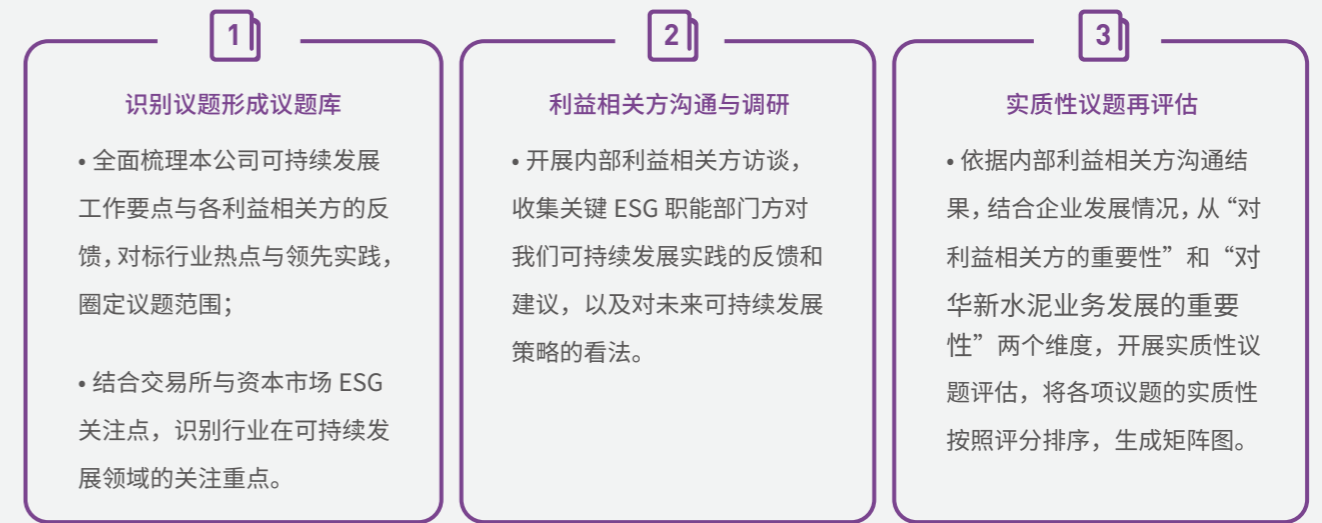 1
识别议题形成议题库
• 全面梳理本公司可持续发展
工作要点与各利益相关方的反
馈，对标行业热点与领先实践，
圈定议题范围；
• 结合交易所与资本市场 ESG
关注点，识别行业在可持续发
展领域的关注重点。
2
利益相关方沟通与调研
• 开展内部利益相关方访谈，
收集关键 ESG 职能部门方对
我们可持续发展实践的反馈和
建议，以及对未来可持续发展
策略的看法。
3
实质性议题再评估
• 依据内部利益相关方沟通结
果，结合企业发展情况，从“对
利益相关方的重要性”和“对
华新水泥业务发展的重要
性”两个维度，开展实质性议
题评估，将各项议题的实质性
按照评分排序，生成矩阵图。